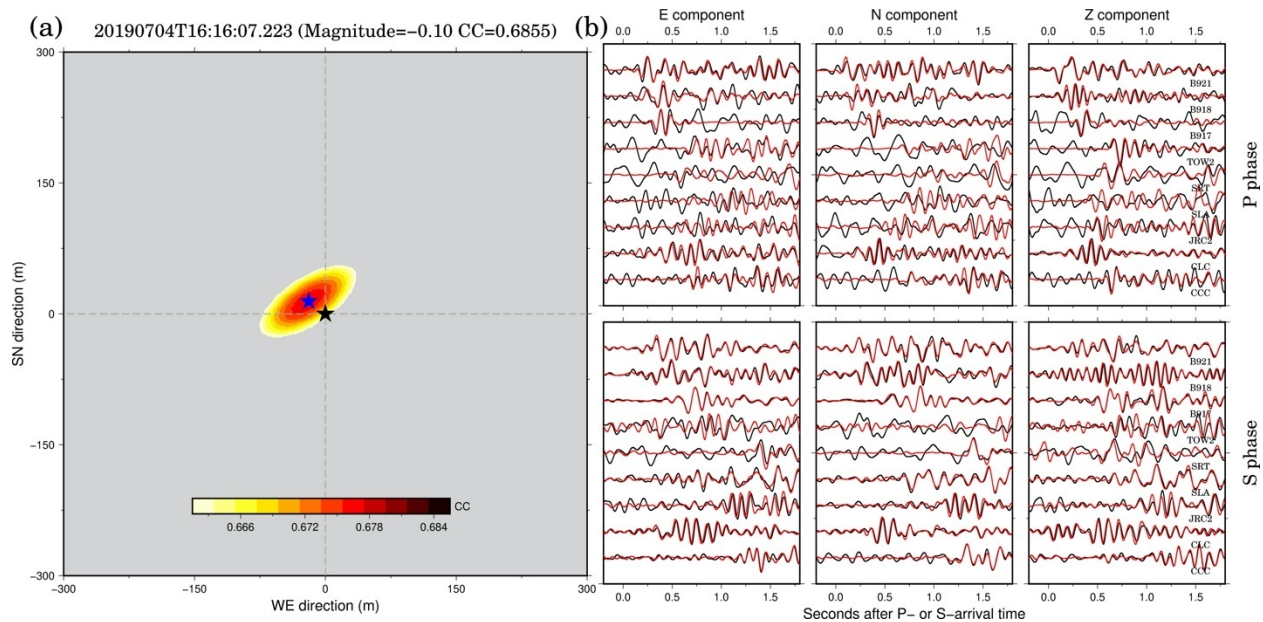 (a)
20190704T16:16:07.223 (Magnitude=−0.10 CC=0.6855)
300
150
0
−150
−300
SN direction (m)
−300 −150 0 150 300
WE direction (m)
CC
0.666 0.672 0.678 0.684
(b)
E component N component Z component
0.0 0.5 1.0 1.5 0.0 0.5 1.0 1.5 0.0 0.5 1.0 1.5
B921
B918
B917
TOW2
SRT
SLA
JRC2
CLC
CCC
P phase
B921
B918
B917
TOW2
SRT
SLA
JRC2
CLC
CCC
S phase
0.0 0.5 1.0 1.5 0.0 0.5 1.0 1.5 0.0 0.5 1.0 1.5
Seconds after P− or S−arrival time